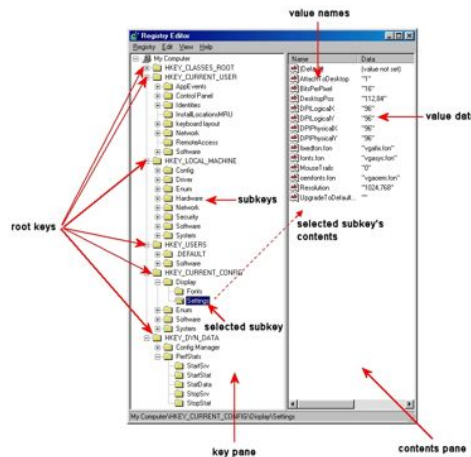 value names
Registry Editor
Registry Edit View Help
My Computer
HKEY_CLASSES_ROOT
HKEY_CURRENT_USER
AppEvents
Control Panel
Identities
InstallLocationsMRU
keyboard layout
Network
RemoteAccess
Software
HKEY_LOCAL_MACHINE
Config
Driver
Enum
Hardware
Network
Security
Software
System
HKEY_USERS
.DEFAULT
Software
HKEY_CURRENT_CONFIG
Display
Fonts
Settings
Enum
Software
System
HKEY_DYN_DATA
Config Manager
PerfStats
StartSrv
StartStat
StatData
StopSrv
StopStat
Name Data
(Default) (value not set)
AttachToDesktop "1"
BitsPerPixel "16"
DesktopPos "112,84"
DPILogicalX "96"
DPILogicalY "96"
DPIPhysicalX "96"
DPIPhysicalY "96"
fixedfon.fon "vgafix.fon"
fonts.fon "vgasys.fon"
MouseTrails "0"
oemfonts.fon "vgaoem.fon"
Resolution "1024,768"
UpgradeToDefault... ""
value dat
root keys
subkeys
selected subkey's
contents
selected subkey
My Computer\HKEY_CURRENT_CONFIG\Display\Settings
key pane
contents pane